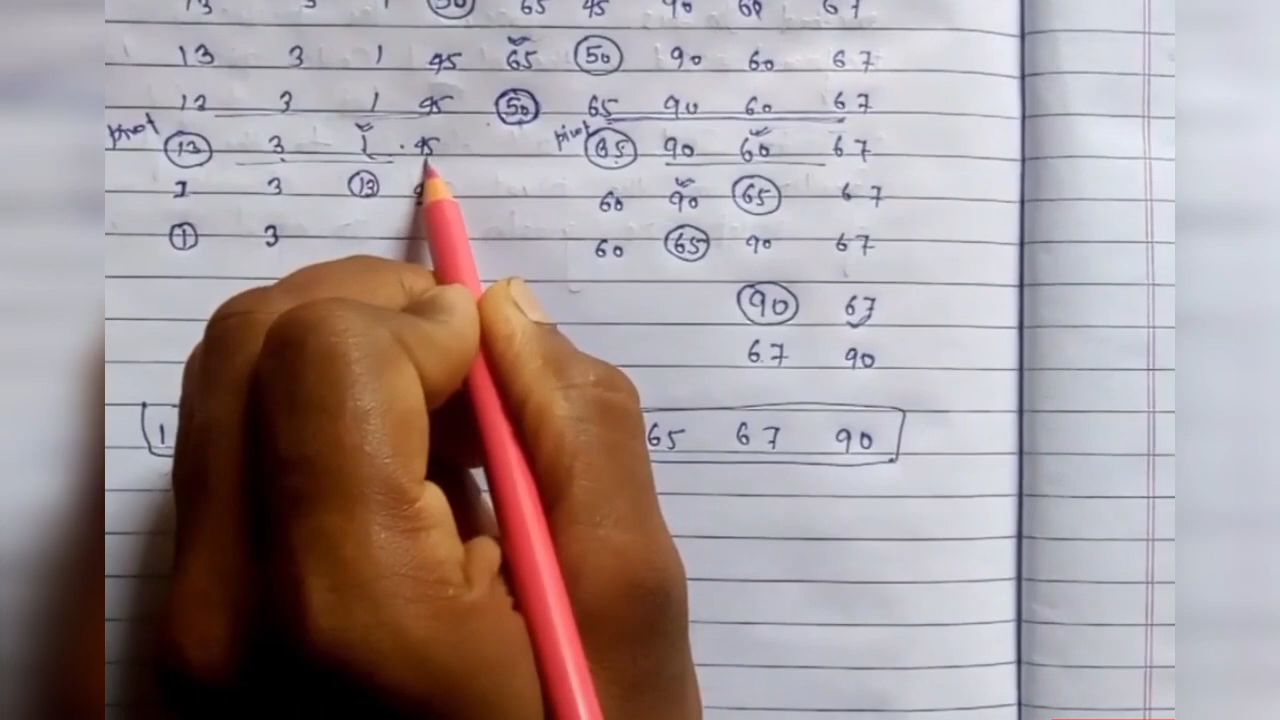 13 3 1 50 65 45 90 60 67
13 3 1 45 65 50 90 60 67
13 3 1 45 50 65 90 60 67
pivot 13 3 1 45 pivot 65 90 60 67
1 3 13 60 90 65 67
1 3 60 65 90 67
90 67
67 90
1 65 67 90